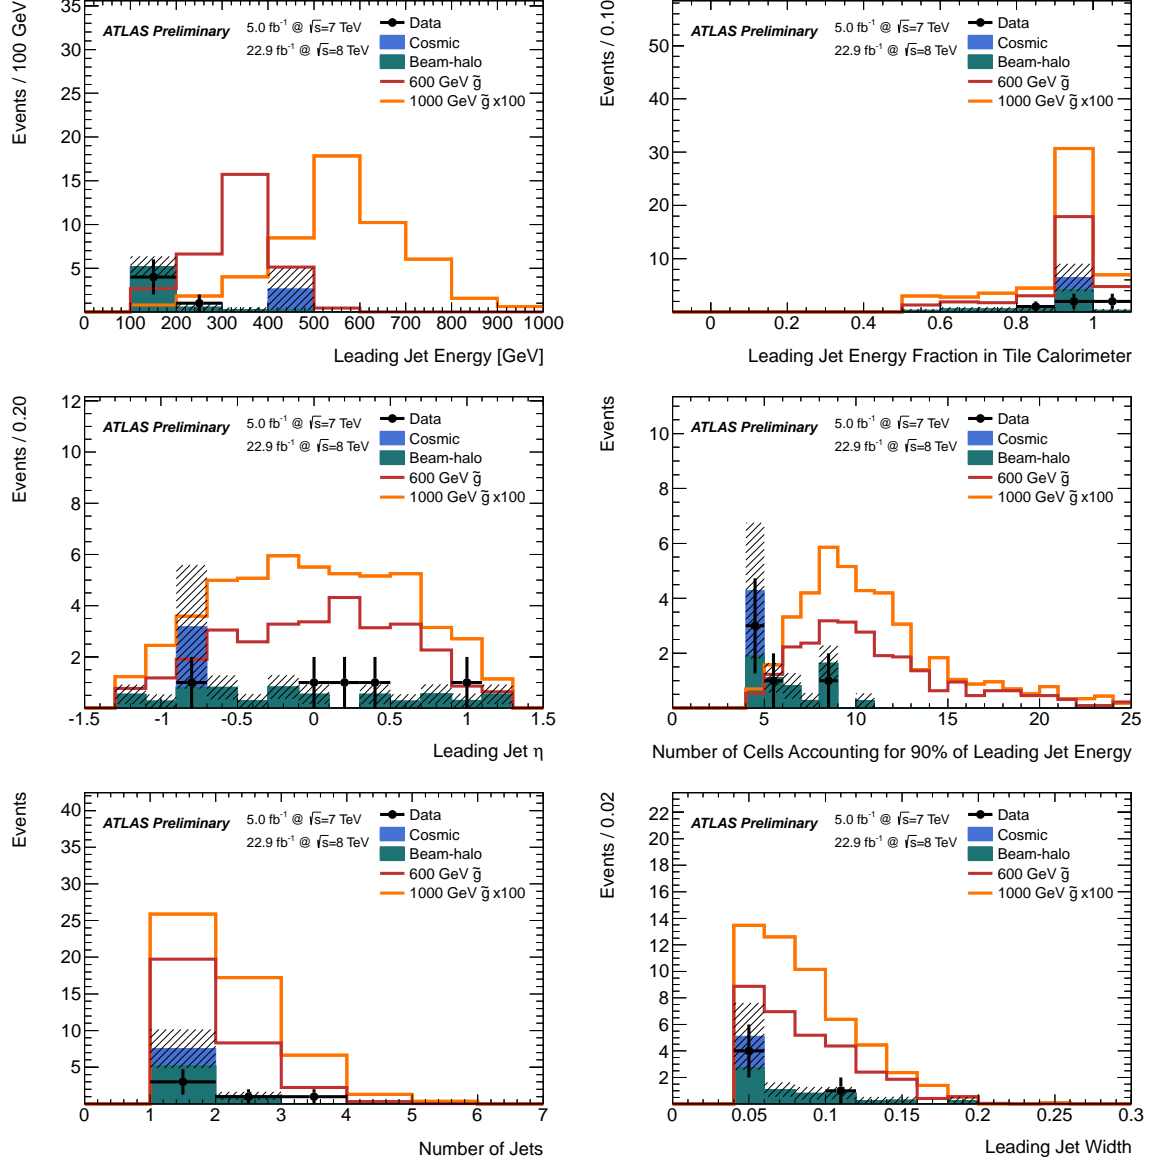 Events / 100 GeV
35
30
25
20
15
10
5
ATLAS Preliminary
5.0 fb⁻¹ @ √s=7 TeV
22.9 fb⁻¹ @ √s=8 TeV
Data
Cosmic
Beam-halo
600 GeV g̃
1000 GeV g̃ x100
0 100 200 300 400 500 600 700 800 900 1000
Leading Jet Energy [GeV]
Events / 0.10
50
40
30
20
10
ATLAS Preliminary
5.0 fb⁻¹ @ √s=7 TeV
22.9 fb⁻¹ @ √s=8 TeV
Data
Cosmic
Beam-halo
600 GeV g̃
1000 GeV g̃ x100
0 0.2 0.4 0.6 0.8 1
Leading Jet Energy Fraction in Tile Calorimeter
Events / 0.20
12
10
8
6
4
2
ATLAS Preliminary
5.0 fb⁻¹ @ √s=7 TeV
22.9 fb⁻¹ @ √s=8 TeV
Data
Cosmic
Beam-halo
600 GeV g̃
1000 GeV g̃ x100
-1.5 -1 -0.5 0 0.5 1 1.5
Leading Jet η
Events
10
8
6
4
2
ATLAS Preliminary
5.0 fb⁻¹ @ √s=7 TeV
22.9 fb⁻¹ @ √s=8 TeV
Data
Cosmic
Beam-halo
600 GeV g̃
1000 GeV g̃ x100
0 5 10 15 20 25
Number of Cells Accounting for 90% of Leading Jet Energy
Events
40
35
30
25
20
15
10
5
ATLAS Preliminary
5.0 fb⁻¹ @ √s=7 TeV
22.9 fb⁻¹ @ √s=8 TeV
Data
Cosmic
Beam-halo
600 GeV g̃
1000 GeV g̃ x100
0 1 2 3 4 5 6 7
Number of Jets
Events / 0.02
22
20
18
16
14
12
10
8
6
4
2
ATLAS Preliminary
5.0 fb⁻¹ @ √s=7 TeV
22.9 fb⁻¹ @ √s=8 TeV
Data
Cosmic
Beam-halo
600 GeV g̃
1000 GeV g̃ x100
0 0.05 0.1 0.15 0.2 0.25 0.3
Leading Jet Width